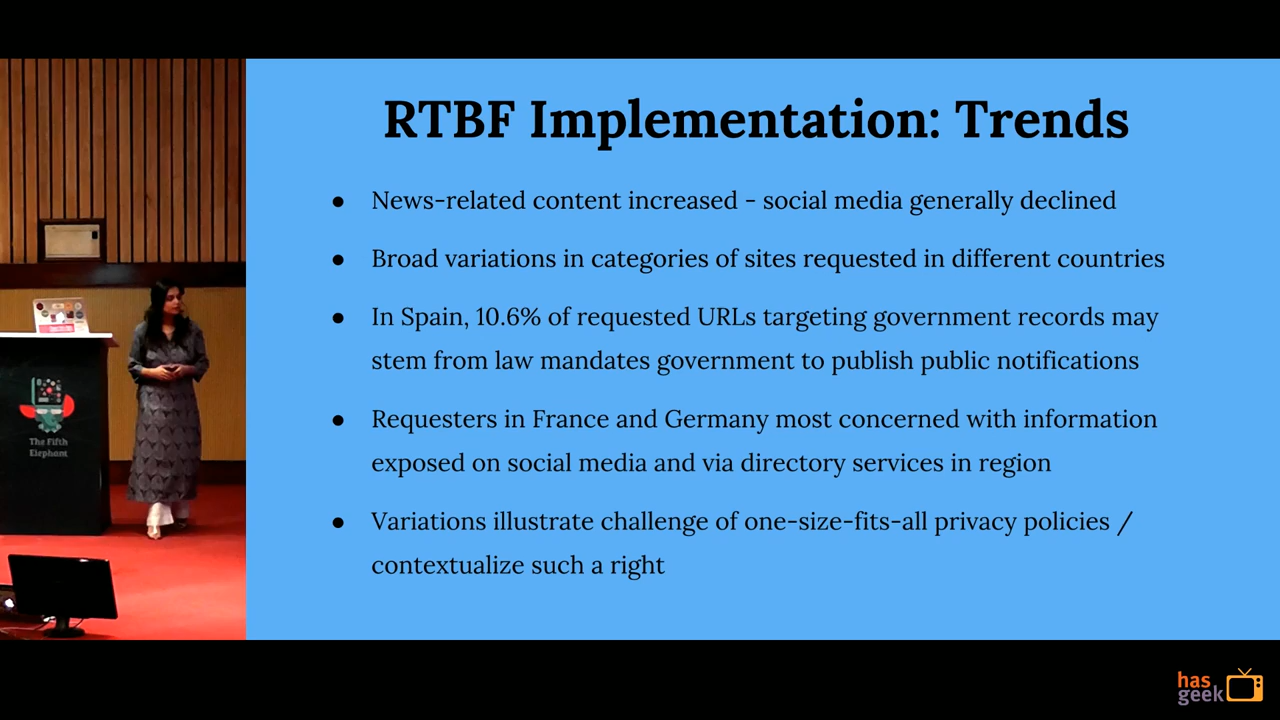 RTBF Implementation: Trends
● News-related content increased - social media generally declined
● Broad variations in categories of sites requested in different countries
● In Spain, 10.6% of requested URLs targeting government records may
stem from law mandates government to publish public notifications
● Requesters in France and Germany most concerned with information
exposed on social media and via directory services in region
● Variations illustrate challenge of one-size-fits-all privacy policies /
contextualize such a right
The Fifth
Elephant
has
geek